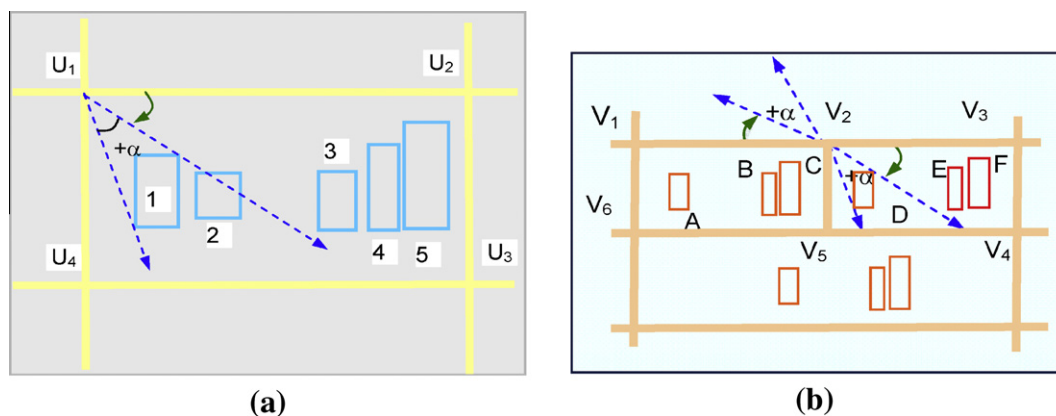 U1 U2
+α
1 2 3 4 5
U4 U3
(a)
V1 V2 V3
+α
B C +α E F
V6 A D
V5 V4
(b)